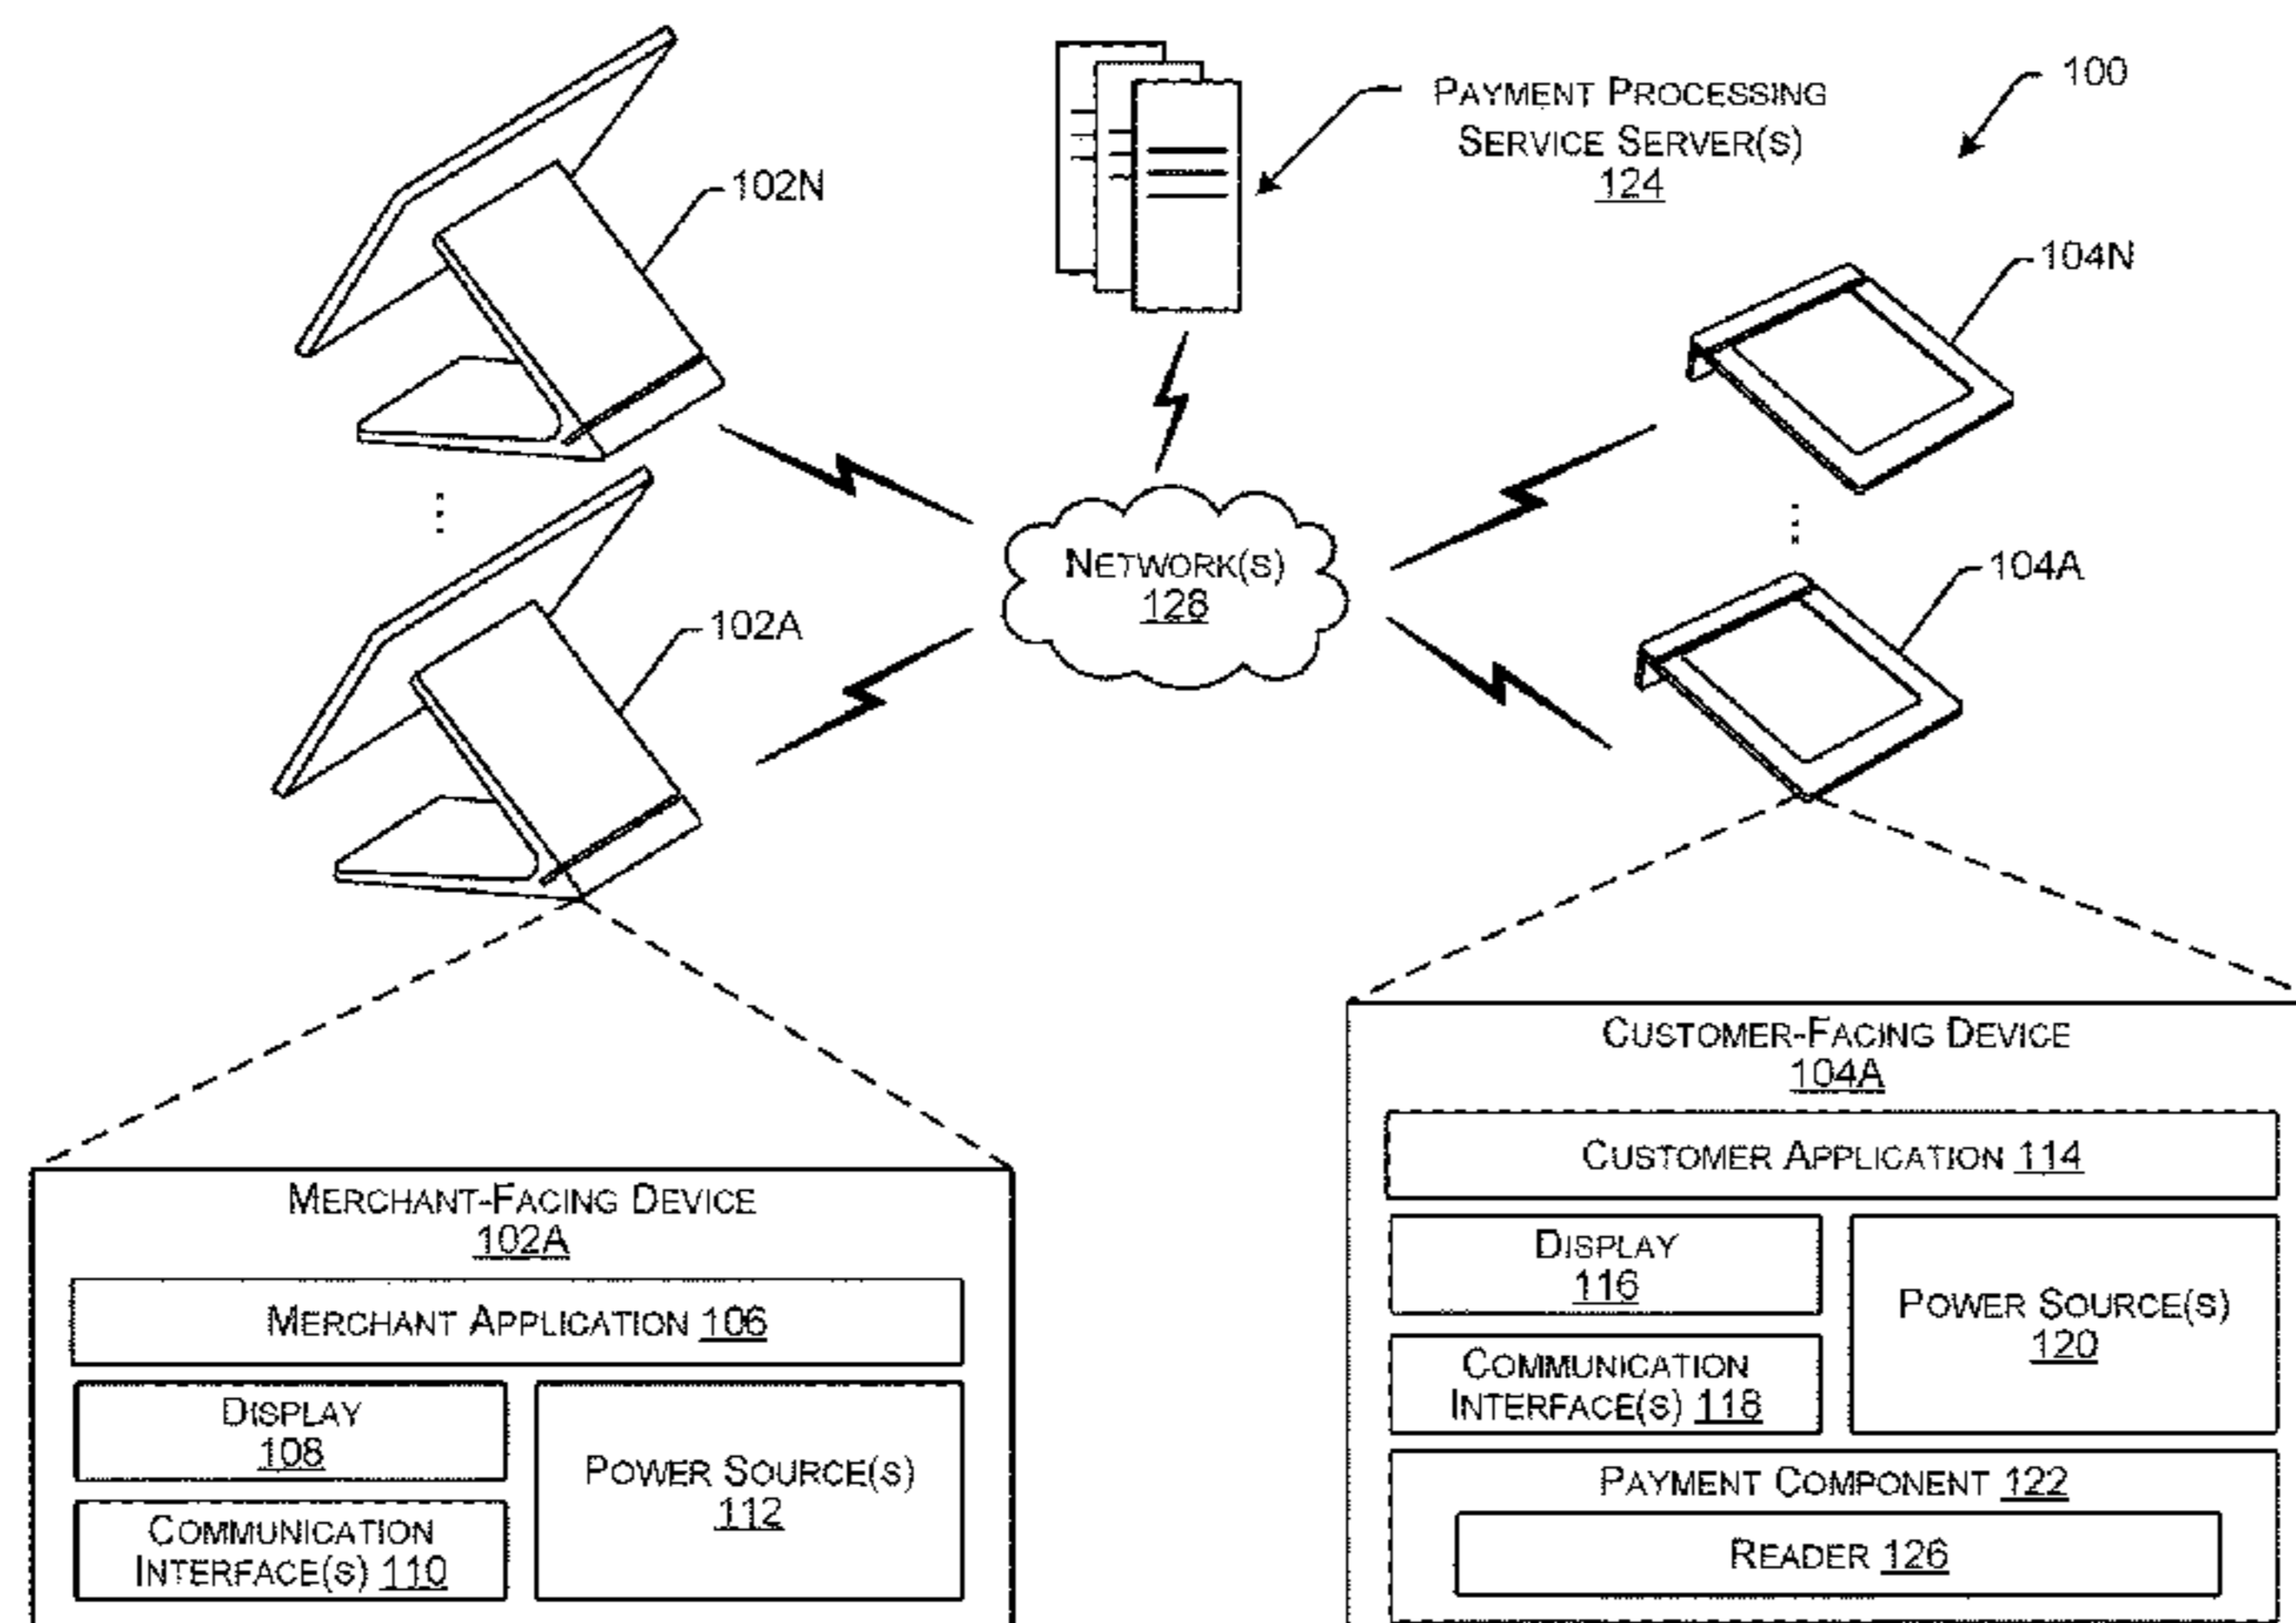 100
PAYMENT PROCESSING
SERVICE SERVER(S)
124
102N
104N
NETWORK(S)
128
104A
102A
MERCHANT-FACING DEVICE
102A
MERCHANT APPLICATION 106
DISPLAY
108
COMMUNICATION
INTERFACE(S) 110
POWER SOURCE(S)
112
CUSTOMER-FACING DEVICE
104A
CUSTOMER APPLICATION 114
DISPLAY
116
COMMUNICATION
INTERFACE(S) 118
POWER SOURCE(S)
120
PAYMENT COMPONENT 122
READER 126